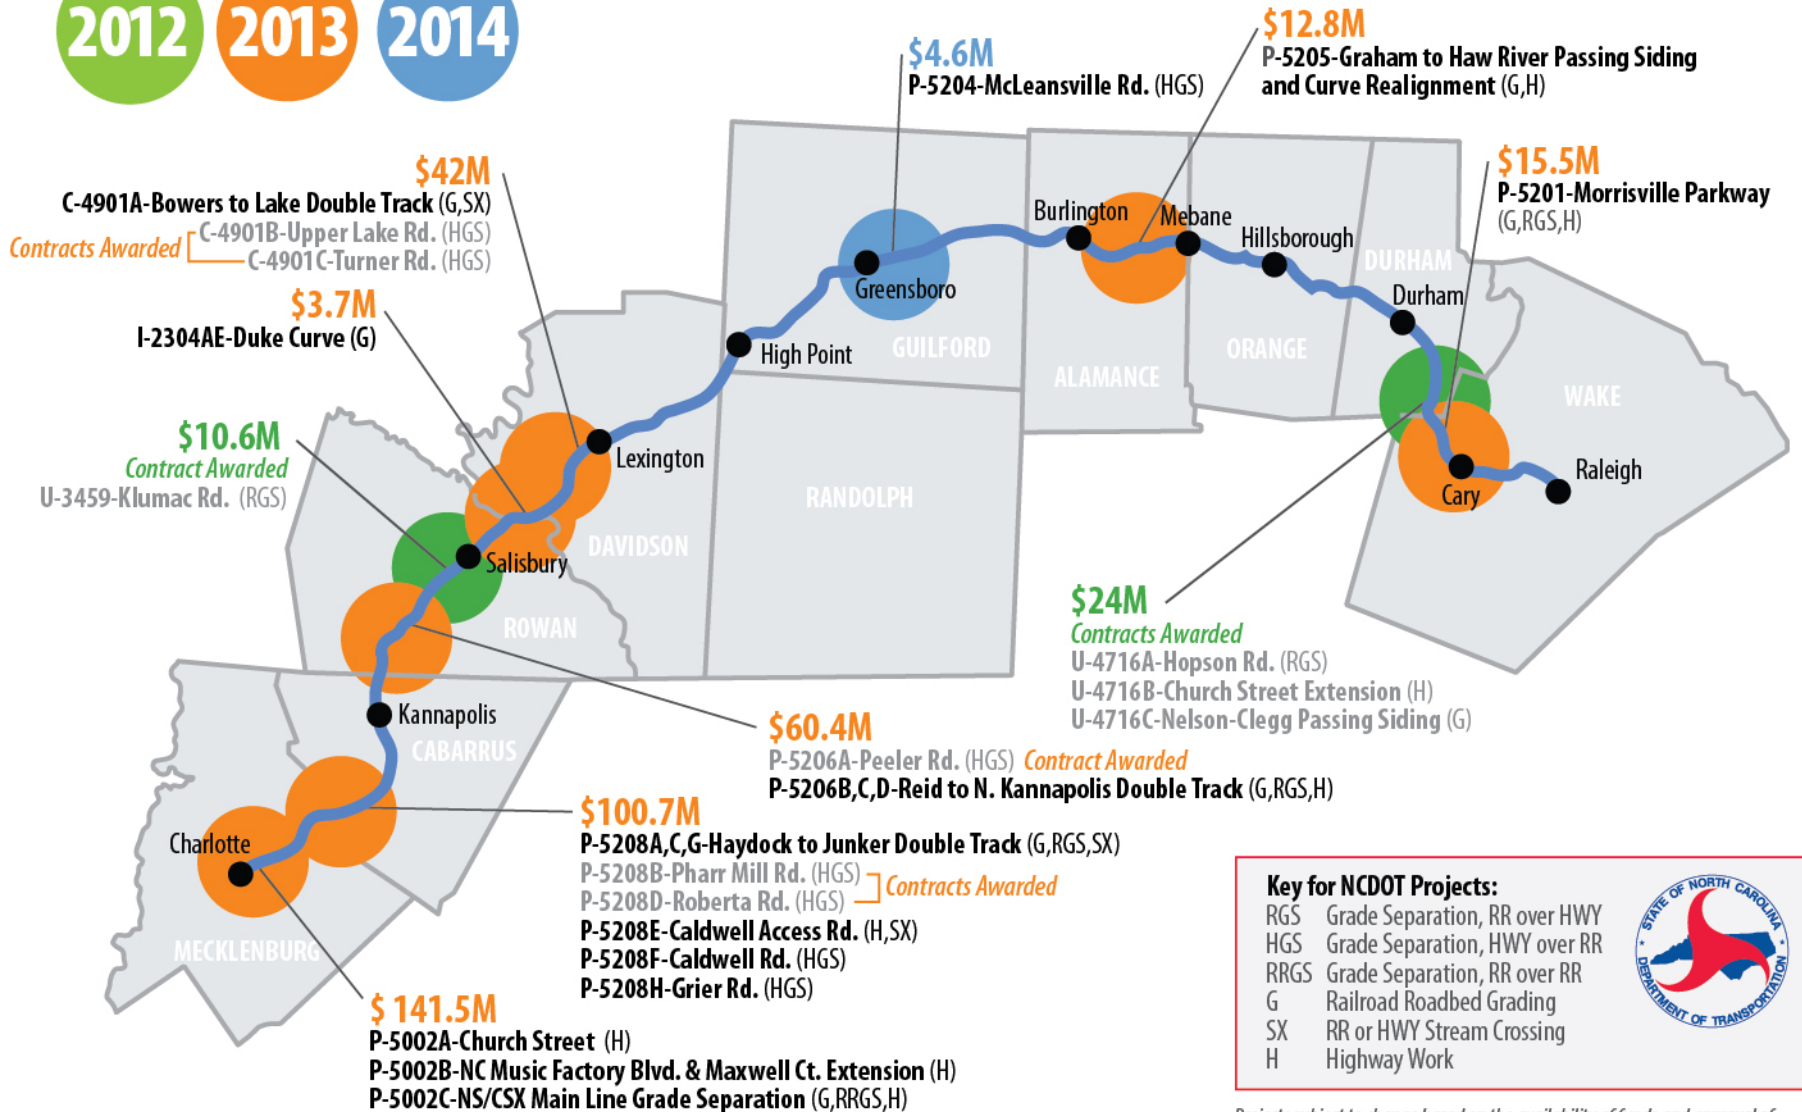 2012 2013 2014
$4.6M
P-5204-McLeansville Rd. (HGS)
$12.8M
P-5205-Graham to Haw River Passing Siding
and Curve Realignment (G,H)
$42M
C-4901A-Bowers to Lake Double Track (G,SX)
Contracts Awarded
C-4901B-Upper Lake Rd. (HGS)
C-4901C-Turner Rd. (HGS)
$15.5M
P-5201-Morrisville Parkway
(G,RGS,H)
$3.7M
I-2304AE-Duke Curve (G)
$10.6M
Contract Awarded
U-3459-Klumac Rd. (RGS)
Burlington
Mebane
Hillsborough
DURHAM
Durham
Greensboro
High Point
GUILFORD
ALAMANCE
ORANGE
WAKE
Lexington
RANDOLPH
Cary
Raleigh
DAVIDSON
Salisbury
ROWAN
$24M
Contracts Awarded
U-4716A-Hopson Rd. (RGS)
U-4716B-Church Street Extension (H)
U-4716C-Nelson-Clegg Passing Siding (G)
Kannapolis
CABARRUS
$60.4M
P-5206A-Peeler Rd. (HGS) Contract Awarded
P-5206B,C,D-Reid to N. Kannapolis Double Track (G,RGS,H)
Charlotte
MECKLENBURG
$100.7M
P-5208A,C,G-Haydock to Junker Double Track (G,RGS,SX)
P-5208B-Pharr Mill Rd. (HGS)
P-5208D-Roberta Rd. (HGS)
Contracts Awarded
P-5208E-Caldwell Access Rd. (H,SX)
P-5208F-Caldwell Rd. (HGS)
P-5208H-Grier Rd. (HGS)
$ 141.5M
P-5002A-Church Street (H)
P-5002B-NC Music Factory Blvd. & Maxwell Ct. Extension (H)
P-5002C-NS/CSX Main Line Grade Separation (G,RRGS,H)
Key for NCDOT Projects:
RGS Grade Separation, RR over HWY
HGS Grade Separation, HWY over RR
RRGS Grade Separation, RR over RR
G Railroad Roadbed Grading
SX RR or HWY Stream Crossing
H Highway Work
STATE OF NORTH CAROLINA
DEPARTMENT OF TRANSPORTATION